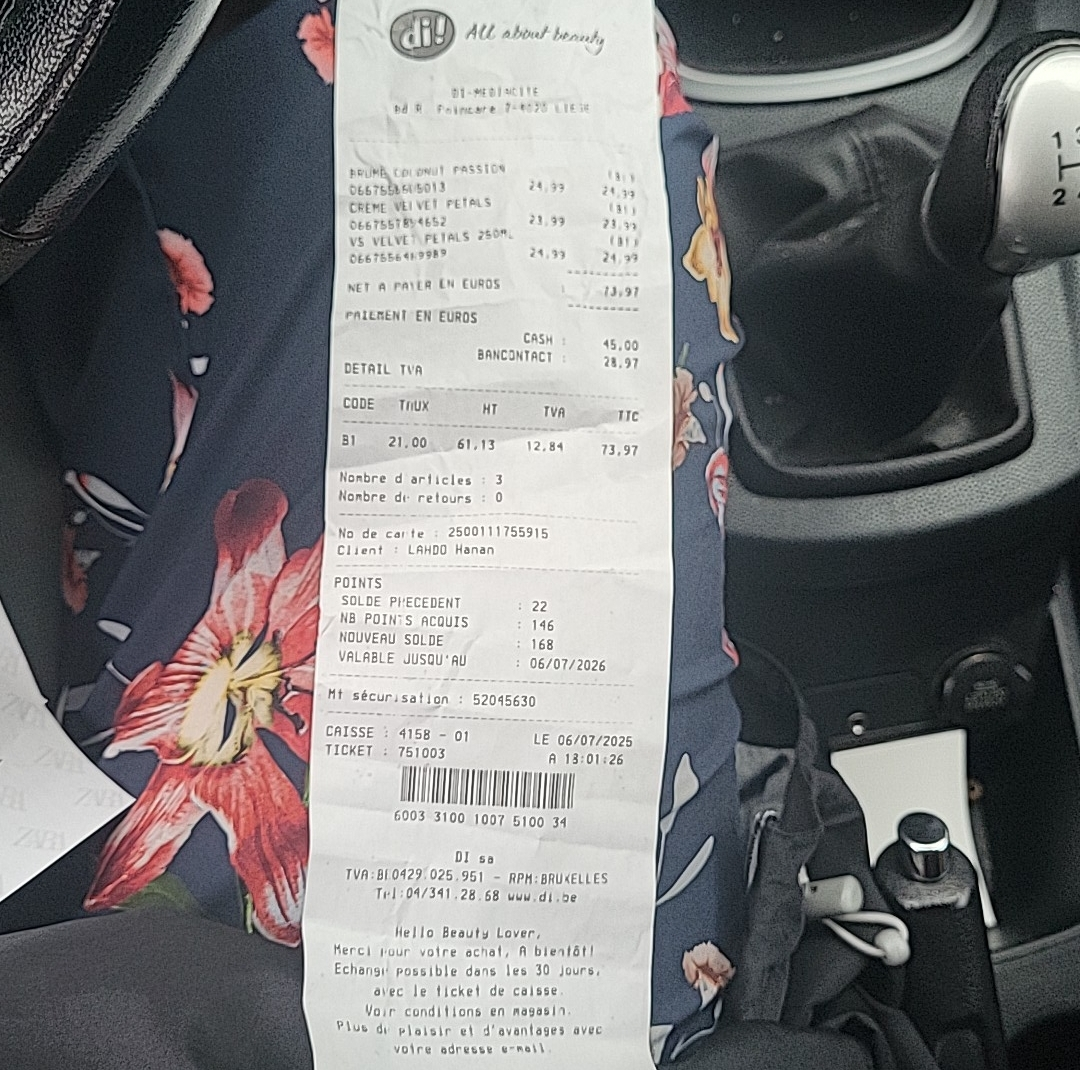 di! All about beauty
DI-MEDIACITE
Bd R. Poincare 7-4020 LIEGE
BRUME COCONUT PASSION (B1)
24,99 24,99
CREME VELVET PETALS (B1)
23,99 23,99
VS VELVET PETALS 250ML (B1)
24,99 24,99
NET A PAYER EN EUROS : 73,97
PAIEMENT EN EUROS
CASH : 45,00
BANCONTACT : 28,97
DETAIL TVA
CODE TAUX HT TVA TTC
B1 21,00 61,13 12,84 73,97
Nombre d'articles : 3
Nombre de retours : 0
No de carte : 2500111755915
Client : LAHDO Hanan
POINTS
SOLDE PRECEDENT : 22
NB POINTS ACQUIS : 146
NOUVEAU SOLDE : 168
VALABLE JUSQU'AU : 06/07/2026
Mt sécurisation : 52045630
CAISSE : 4158 - 01 LE 06/07/2025
TICKET : 751003 A 13:01:26
6003 3100 1007 5100 34
DI sa
TVA:BE0429.025.951 - RPM:BRUXELLES
Tel:04/341.28.68 www.di.be
Hello Beauty Lover,
Merci pour votre achat, A bientôt!
Echange possible dans les 30 jours,
avec le ticket de caisse.
Voir conditions en magasin.
Plus de plaisir et d'avantages avec
votre adresse e-mail.
ZARA
ZARA
ZARA
1 3
2 4